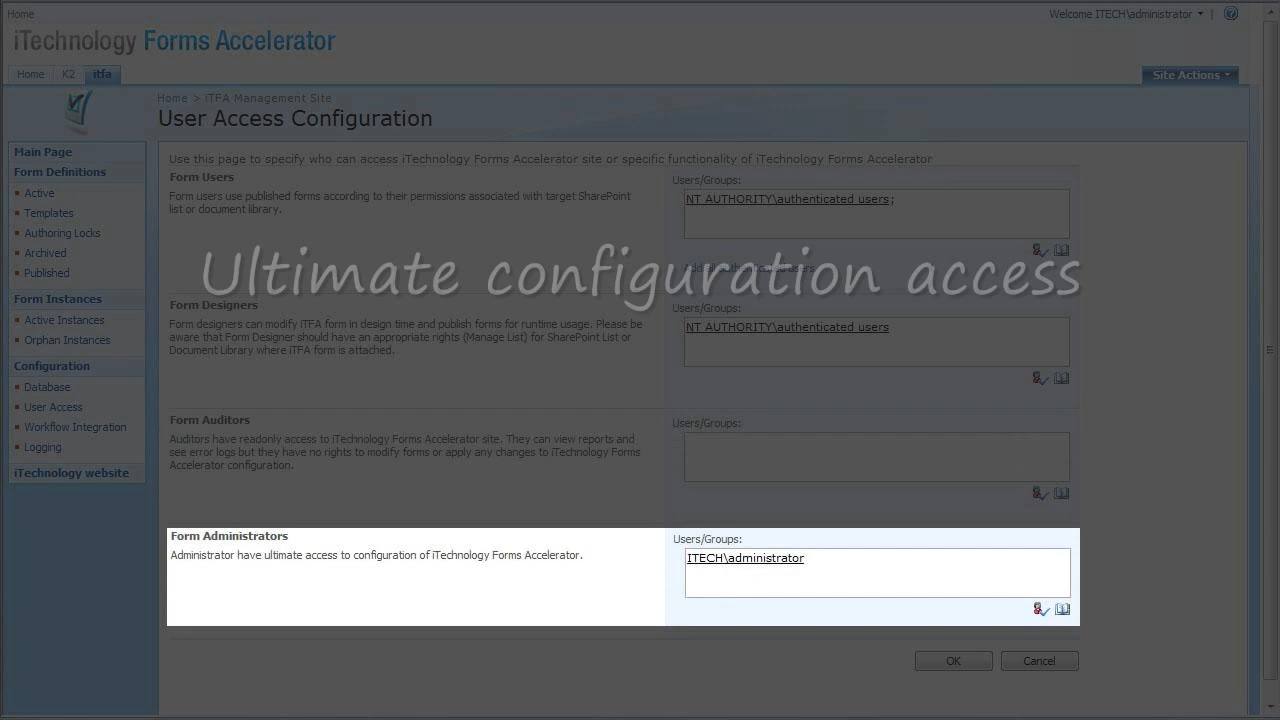 Home
Welcome ITECH\administrator
iTechnology Forms Accelerator
Home K2 itfa
Site Actions
Home > iTFA Management Site
User Access Configuration
Main Page
Form Definitions
Active
Templates
Authoring Locks
Archived
Published
Form Instances
Active Instances
Orphan Instances
Configuration
Database
User Access
Workflow Integration
Logging
iTechnology website
Use this page to specify who can access iTechnology Forms Accelerator site or specific functionality of iTechnology Forms Accelerator
Form Users
Form users use published forms according to their permissions associated with target SharePoint
list or document library.
Users/Groups:
NT AUTHORITY\authenticated users;
Add all authenticated users
Ultimate configuration access
Form Designers
Form designers can modify iTFA form in design time and publish forms for runtime usage. Please be
aware that Form Designer should have an appropriate rights (Manage List) for SharePoint List or
Document Library where iTFA form is attached.
Users/Groups:
NT AUTHORITY\authenticated users
Form Auditors
Auditors have readonly access to iTechnology Forms Accelerator site. They can view reports and
see error logs but they have no rights to modify forms or apply any changes to iTechnology Forms
Accelerator configuration.
Users/Groups:
Form Administrators
Administrator have ultimate access to configuration of iTechnology Forms Accelerator.
Users/Groups:
ITECH\administrator
OK
Cancel